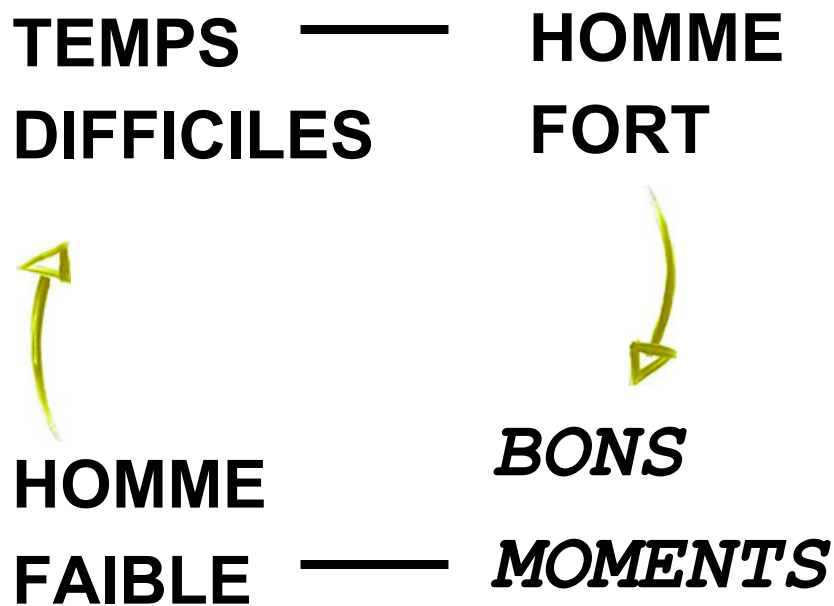 TEMPS
DIFFICILES
HOMME
FORT
HOMME
FAIBLE
BONS
MOMENTS